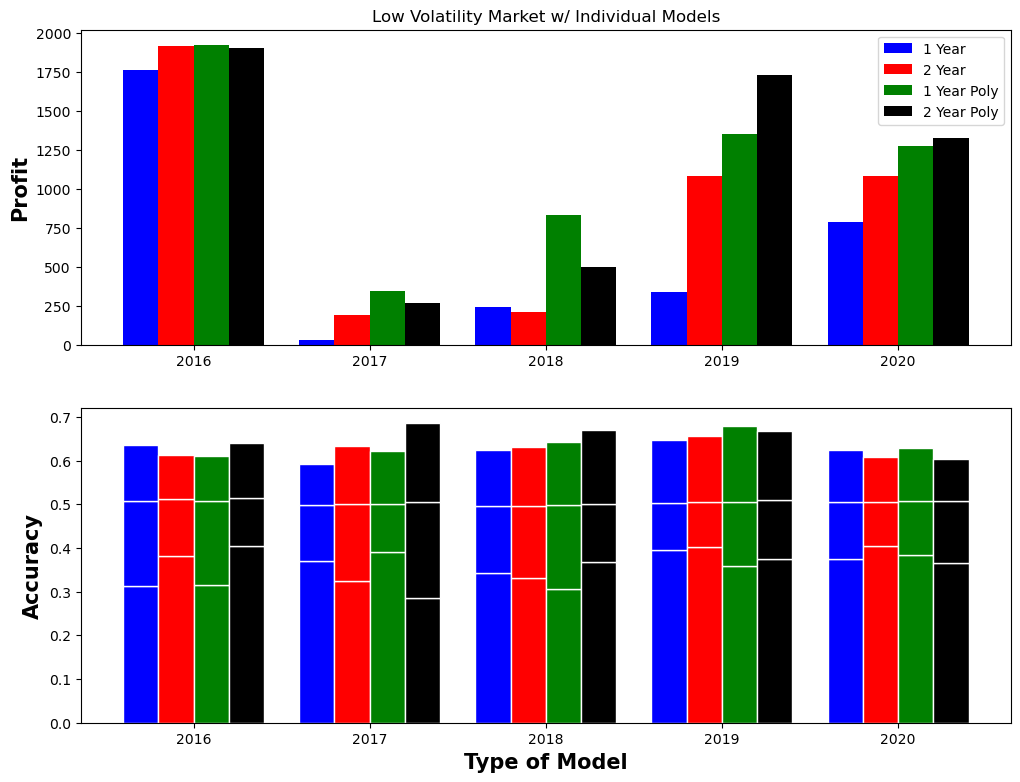 Low Volatility Market w/ Individual Models
Profit
2000
1750
1500
1250
1000
750
500
250
0
1 Year
2 Year
1 Year Poly
2 Year Poly
2016 2017 2018 2019 2020
Accuracy
0.7
0.6
0.5
0.4
0.3
0.2
0.1
0.0
2016 2017 2018 2019 2020
Type of Model